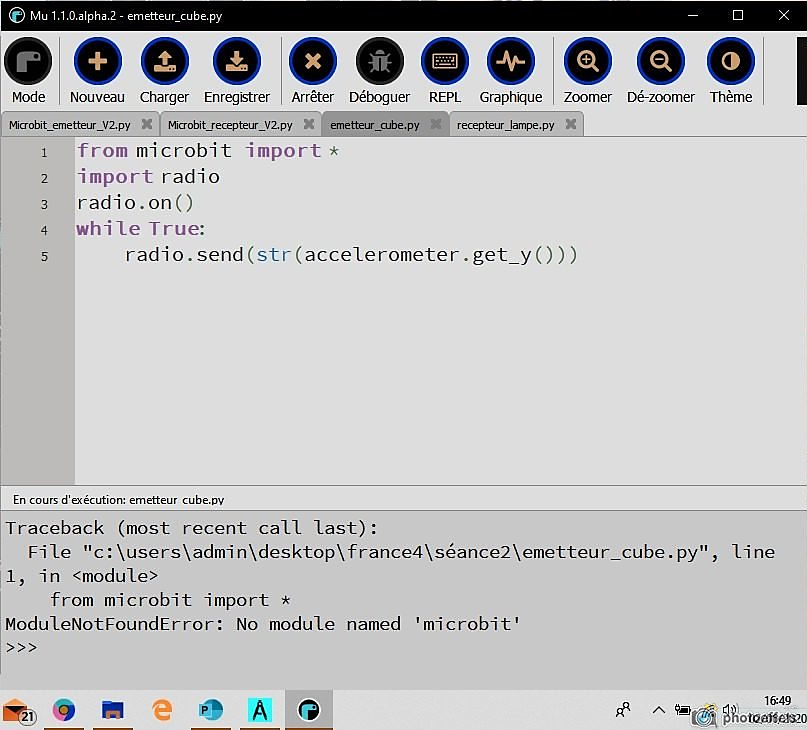 Mu 1.1.0.alpha.2 - emetteur_cube.py
Mode Nouveau Charger Enregistrer Arrêter Déboguer REPL Graphique Zoomer Dé-zoomer Thème
Microbit_emetteur_V2.py Microbit_recepteur_V2.py emetteur_cube.py recepteur_lampe.py
1 from microbit import *
2 import radio
3 radio.on()
4 while True:
5 radio.send(str(accelerometer.get_y()))
En cours d'exécution: emetteur_cube.py
Traceback (most recent call last):
File "c:\users\admin\desktop\france4\séance2\emetteur_cube.py", line
1, in <module>
from microbit import *
ModuleNotFoundError: No module named 'microbit'
>>>
21
16:49
photoeffets